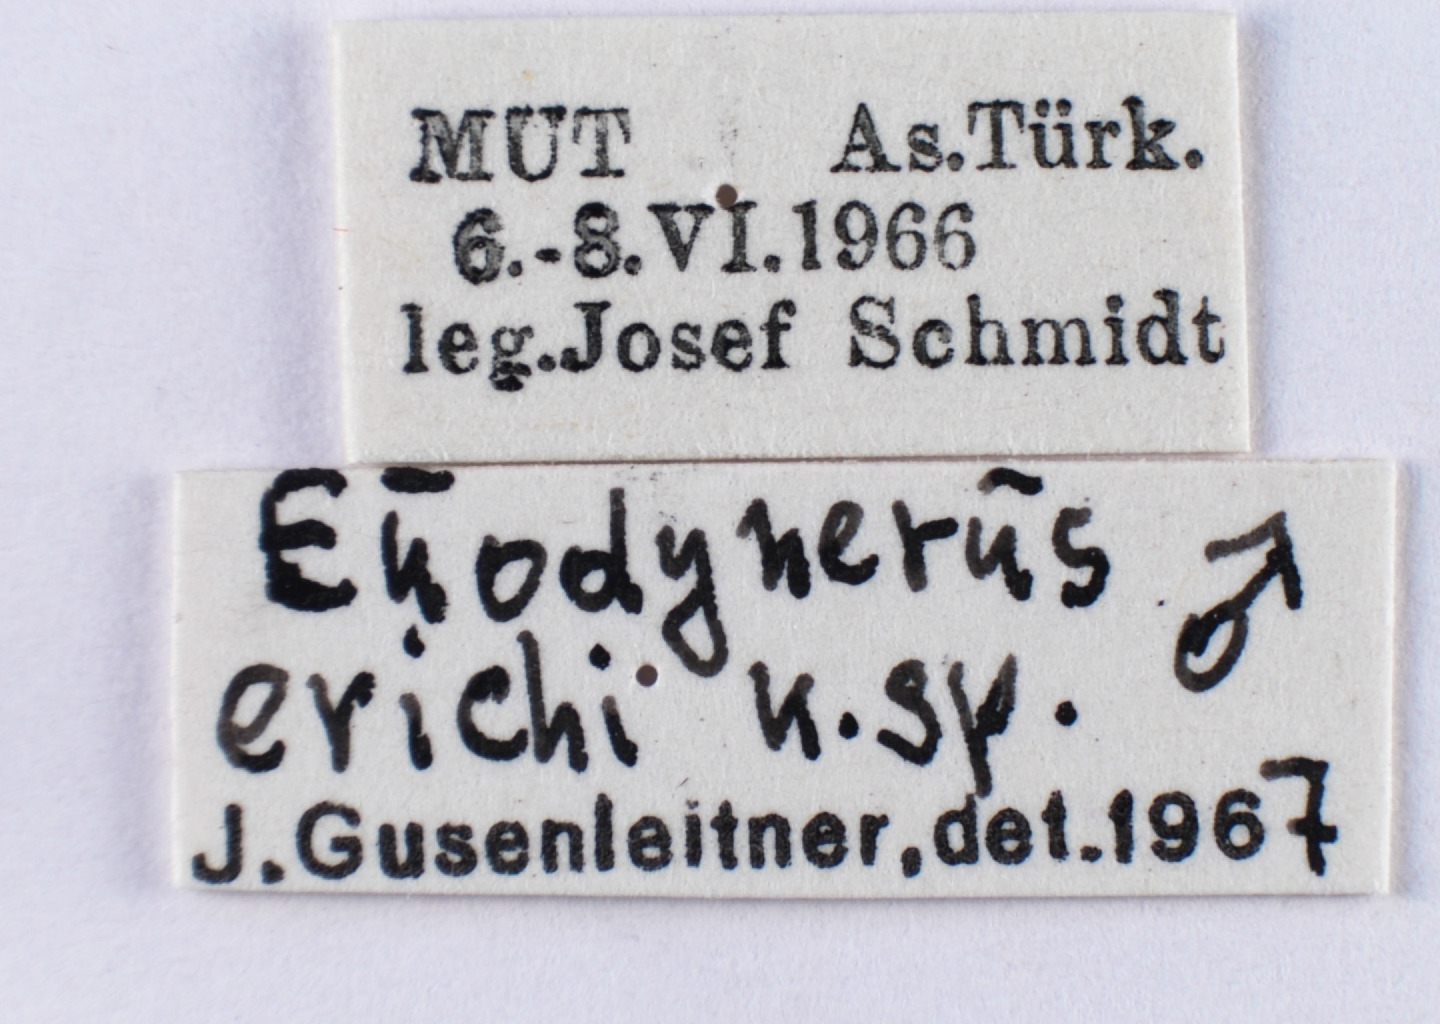 MUT As.Türk.
6.-8.VI.1966
leg.Josef Schmidt
Eūodynerūs ♂
erichi n.sp.
J.Gusenleitner,det.1967